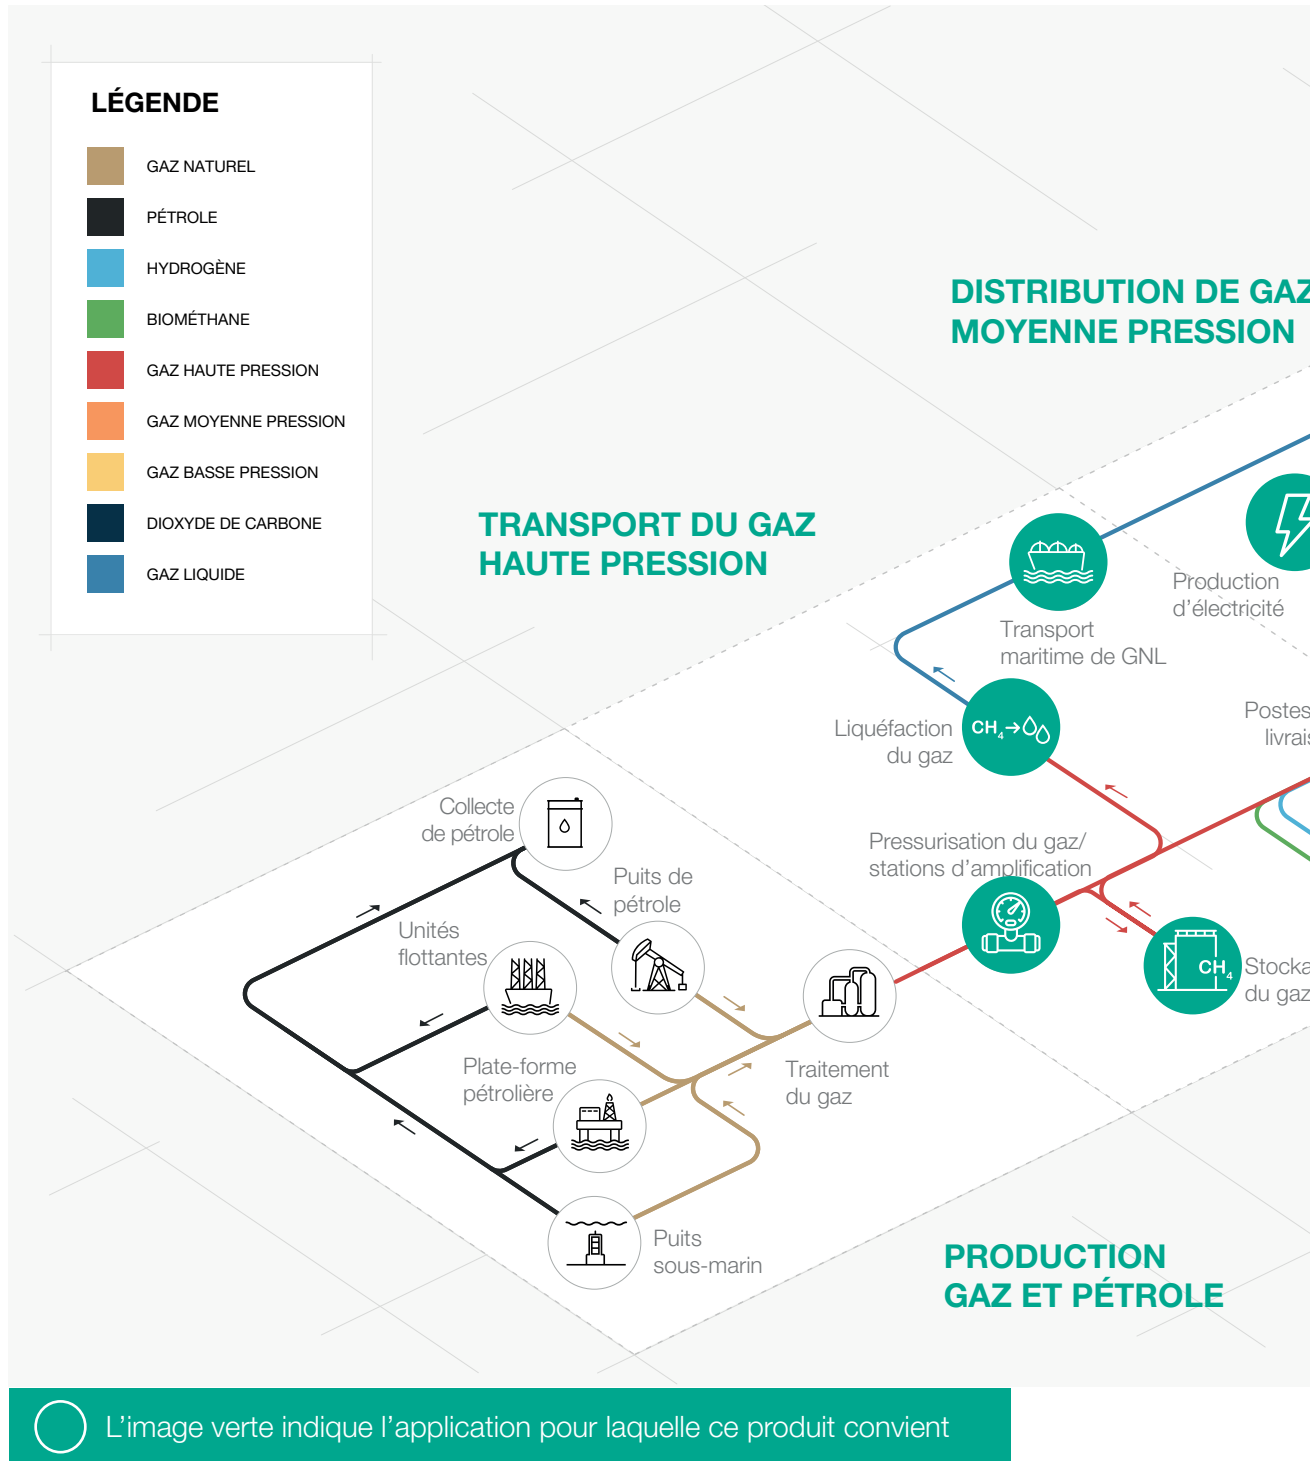 LÉGENDE
GAZ NATUREL
PÉTROLE
HYDROGÈNE
BIOMÉTHANE
GAZ HAUTE PRESSION
GAZ MOYENNE PRESSION
GAZ BASSE PRESSION
DIOXYDE DE CARBONE
GAZ LIQUIDE
DISTRIBUTION DE GAZ
MOYENNE PRESSION
TRANSPORT DU GAZ
HAUTE PRESSION
Production
d'électricité
Transport
maritime de GNL
Postes
livrais
Liquéfaction
du gaz
CH₄→
Collecte
de pétrole
Pressurisation du gaz/
stations d'amplification
Puits de
pétrole
Unités
flottantes
CH₄
Stocka
du gaz
Plate-forme
pétrolière
Traitement
du gaz
Puits
sous-marin
PRODUCTION
GAZ ET PÉTROLE
L'image verte indique l'application pour laquelle ce produit convient